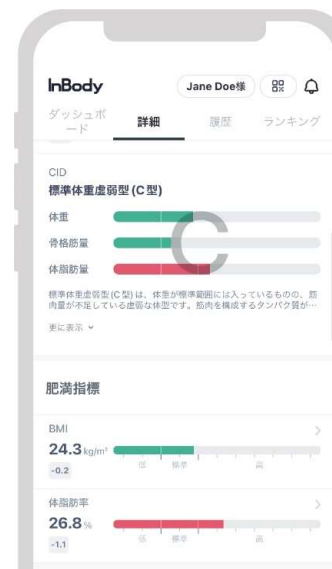 InBody
Jane Doe様
ダッシュボ
ード
詳細
履歴
ランキング
CID
標準体重虚弱型(C型)
体重
骨格筋量
体脂肪量
C
標準体重虚弱型(C型)は、体重が標準範囲には入っているものの、筋
肉量が不足している虚弱な体型です。筋肉を構成するタンパク質が…
更に表示
肥満指標
BMI
24.3 kg/m²
低 標準 高
-0.2
体脂肪率
26.8 %
低 標準 高
-1.1